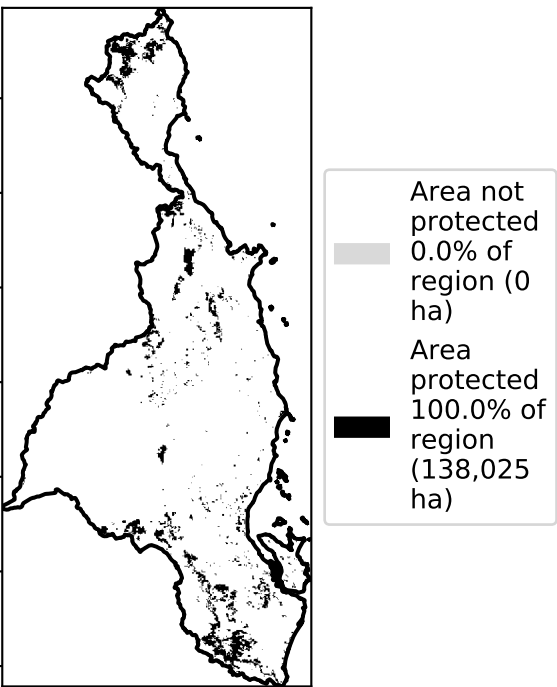 Area not
protected
0.0% of
region (0
ha)
Area
protected
100.0% of
region
(138,025
ha)